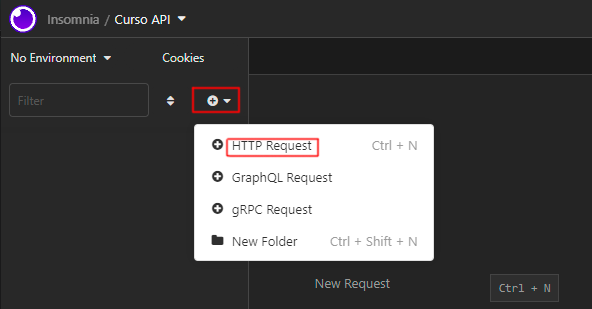 Insomnia / Curso API
No Environment
Cookies
Filter
HTTP Request Ctrl + N
GraphQL Request
gRPC Request
New Folder Ctrl + Shift + N
New Request Ctrl + N